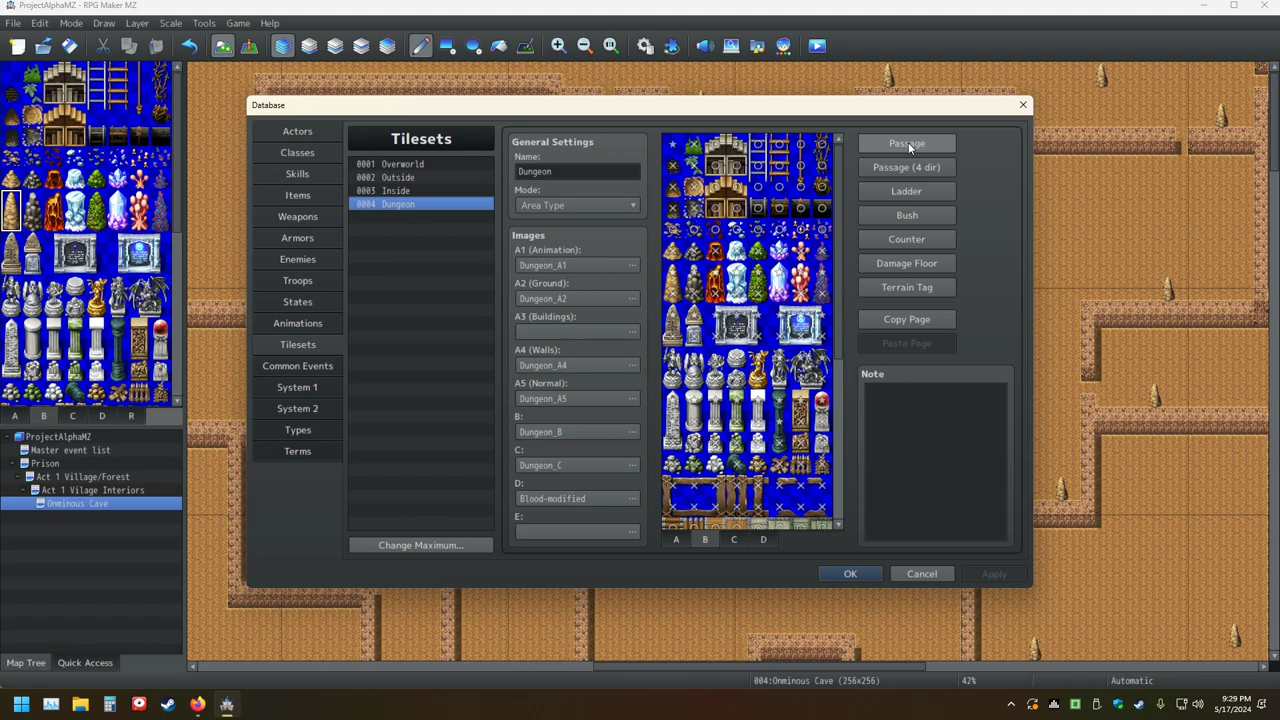 ProjectAlphaMZ - RPG Maker MZ
File Edit Mode Draw Layer Scale Tools Game Help
Database
Actors
Classes
Skills
Items
Weapons
Armors
Enemies
Troops
States
Animations
Tilesets
Common Events
System 1
System 2
Types
Terms
Tilesets
0001 Overworld
0002 Outside
0003 Inside
0004 Dungeon
Change Maximum...
General Settings
Name:
Dungeon
Mode:
Area Type
Images
A1 (Animation):
Dungeon_A1
A2 (Ground):
Dungeon_A2
A3 (Buildings):
A4 (Walls):
Dungeon_A4
A5 (Normal):
Dungeon_A5
B:
Dungeon_B
C:
Dungeon_C
D:
Blood-modified
E:
A B C D
Passage
Passage (4 dir)
Ladder
Bush
Counter
Damage Floor
Terrain Tag
Copy Page
Paste Page
Note
OK Cancel Apply
A B C D R
ProjectAlphaMZ
Master event list
Prison
Act 1 Village/Forest
Act 1 Vilage Interiors
Onminous Cave
Map Tree Quick Access
004:Onminous Cave (256x256) 42% Automatic
9:29 PM
5/17/2024